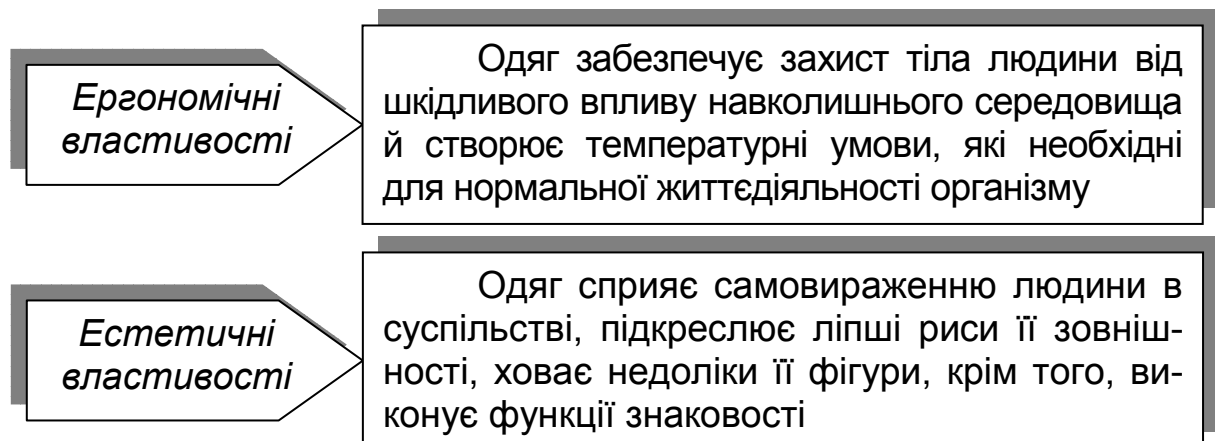 Ергономічні
властивості
Одяг забезпечує захист тіла людини від
шкідливого впливу навколишнього середовища
й створює температурні умови, які необхідні
для нормальної життєдіяльності організму
Естетичні
властивості
Одяг сприяє самовираженню людини в
суспільстві, підкреслює ліпші риси її зовніш-
ності, ховає недоліки її фігури, крім того, ви-
конує функції знаковості